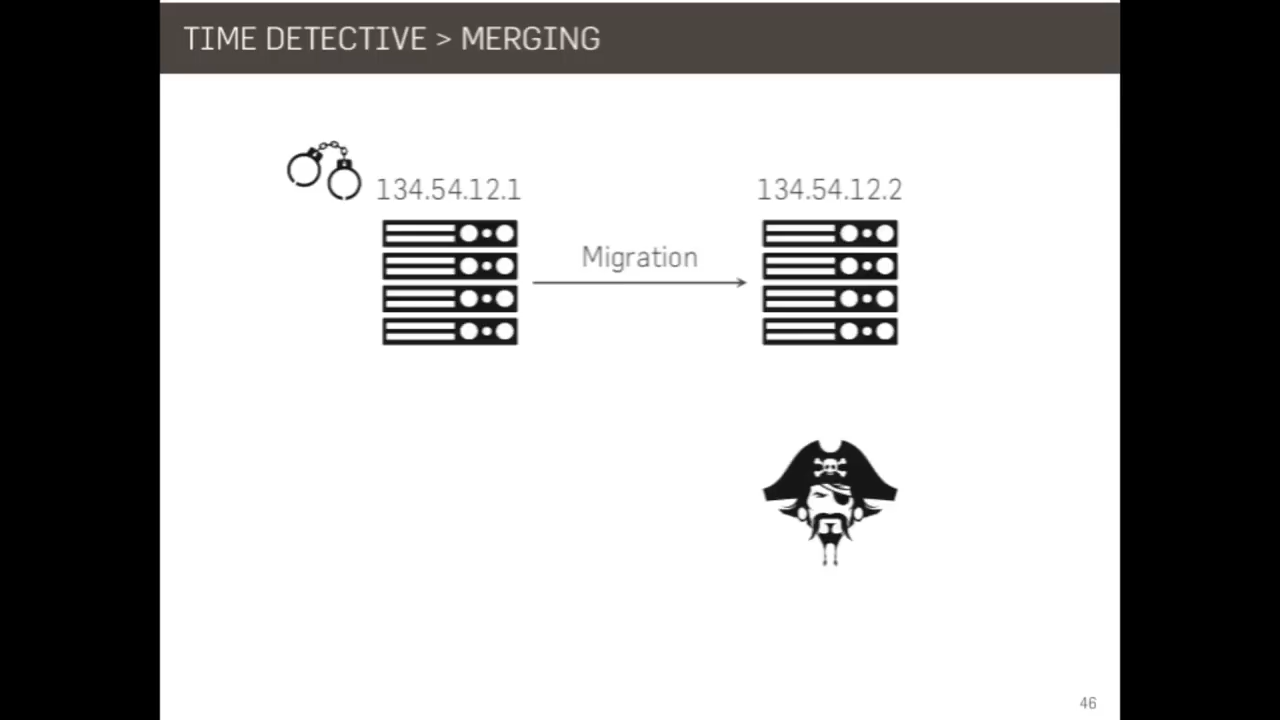 TIME DETECTIVE > MERGING
134.54.12.1
134.54.12.2
Migration
46